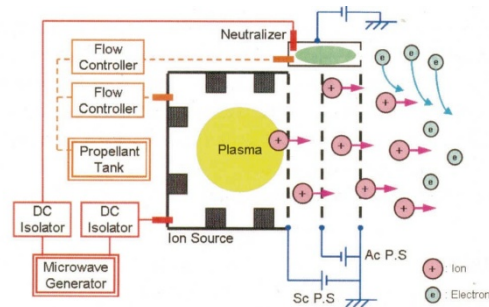 Neutralizer
Flow
Controller
Flow
Controller
Propellant
Tank
Plasma
DC
Isolator
DC
Isolator
Ion Source
Microwave
Generator
Ac P.S
Sc P.S
+
+
+
+
+
+
+
e
e
e
e
e
e
+ : Ion
e : Electron